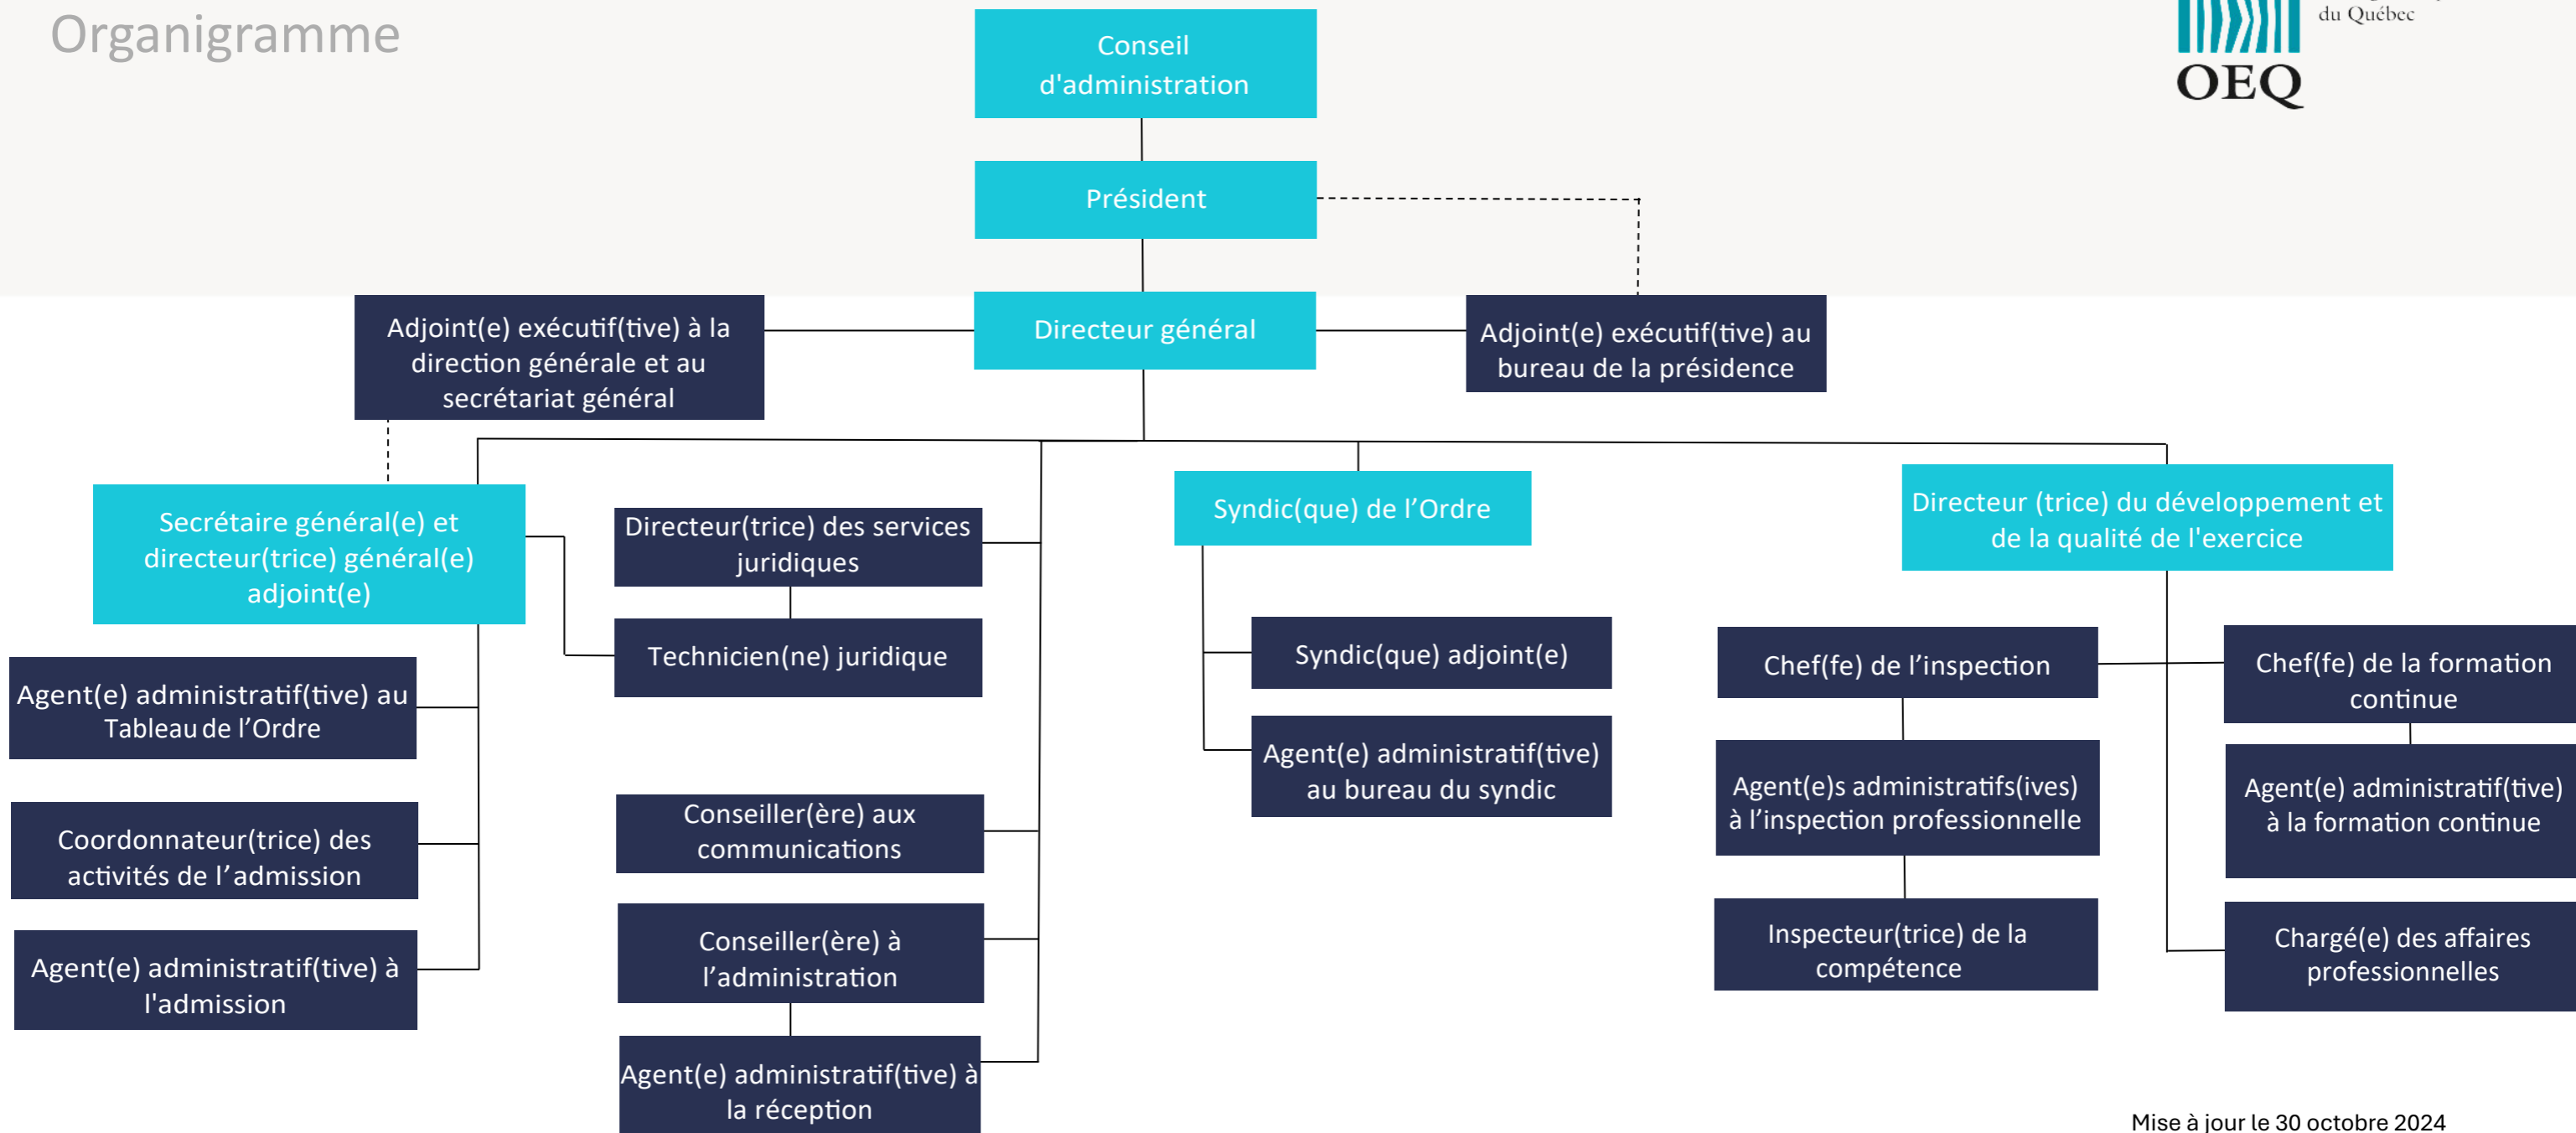 Organigramme
du Québec
OEQ
Conseil
d'administration
Président
Adjoint(e) exécutif(tive) à la
direction générale et au
secrétariat général
Directeur général
Adjoint(e) exécutif(tive) au
bureau de la présidence
Secrétaire général(e) et
directeur(trice) général(e)
adjoint(e)
Agent(e) administratif(tive) au
Tableau de l’Ordre
Coordonnateur(trice) des
activités de l’admission
Agent(e) administratif(tive) à
l'admission
Directeur(trice) des services
juridiques
Technicien(ne) juridique
Conseiller(ère) aux
communications
Conseiller(ère) à
l’administration
Agent(e) administratif(tive) à
la réception
Syndic(que) de l’Ordre
Syndic(que) adjoint(e)
Agent(e) administratif(tive)
au bureau du syndic
Directeur (trice) du développement et
de la qualité de l'exercice
Chef(fe) de l’inspection
Agent(e)s administratifs(ives)
à l’inspection professionnelle
Inspecteur(trice) de la
compétence
Chef(fe) de la formation
continue
Agent(e) administratif(tive)
à la formation continue
Chargé(e) des affaires
professionnelles
Mise à jour le 30 octobre 2024